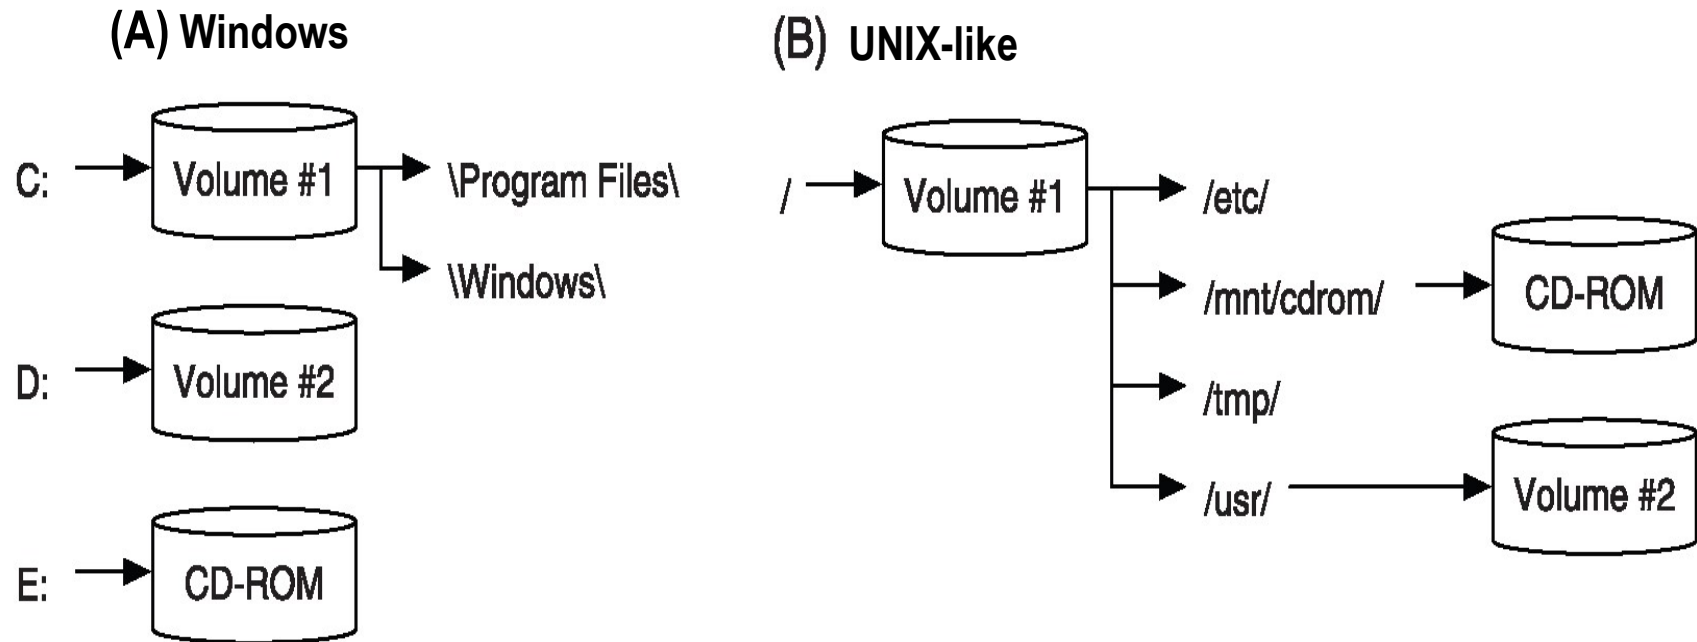 (A) Windows
C:
Volume #1
\Program Files\
\Windows\
D:
Volume #2
E:
CD-ROM
(B) UNIX-like
/
Volume #1
/etc/
/mnt/cdrom/
CD-ROM
/tmp/
/usr/
Volume #2